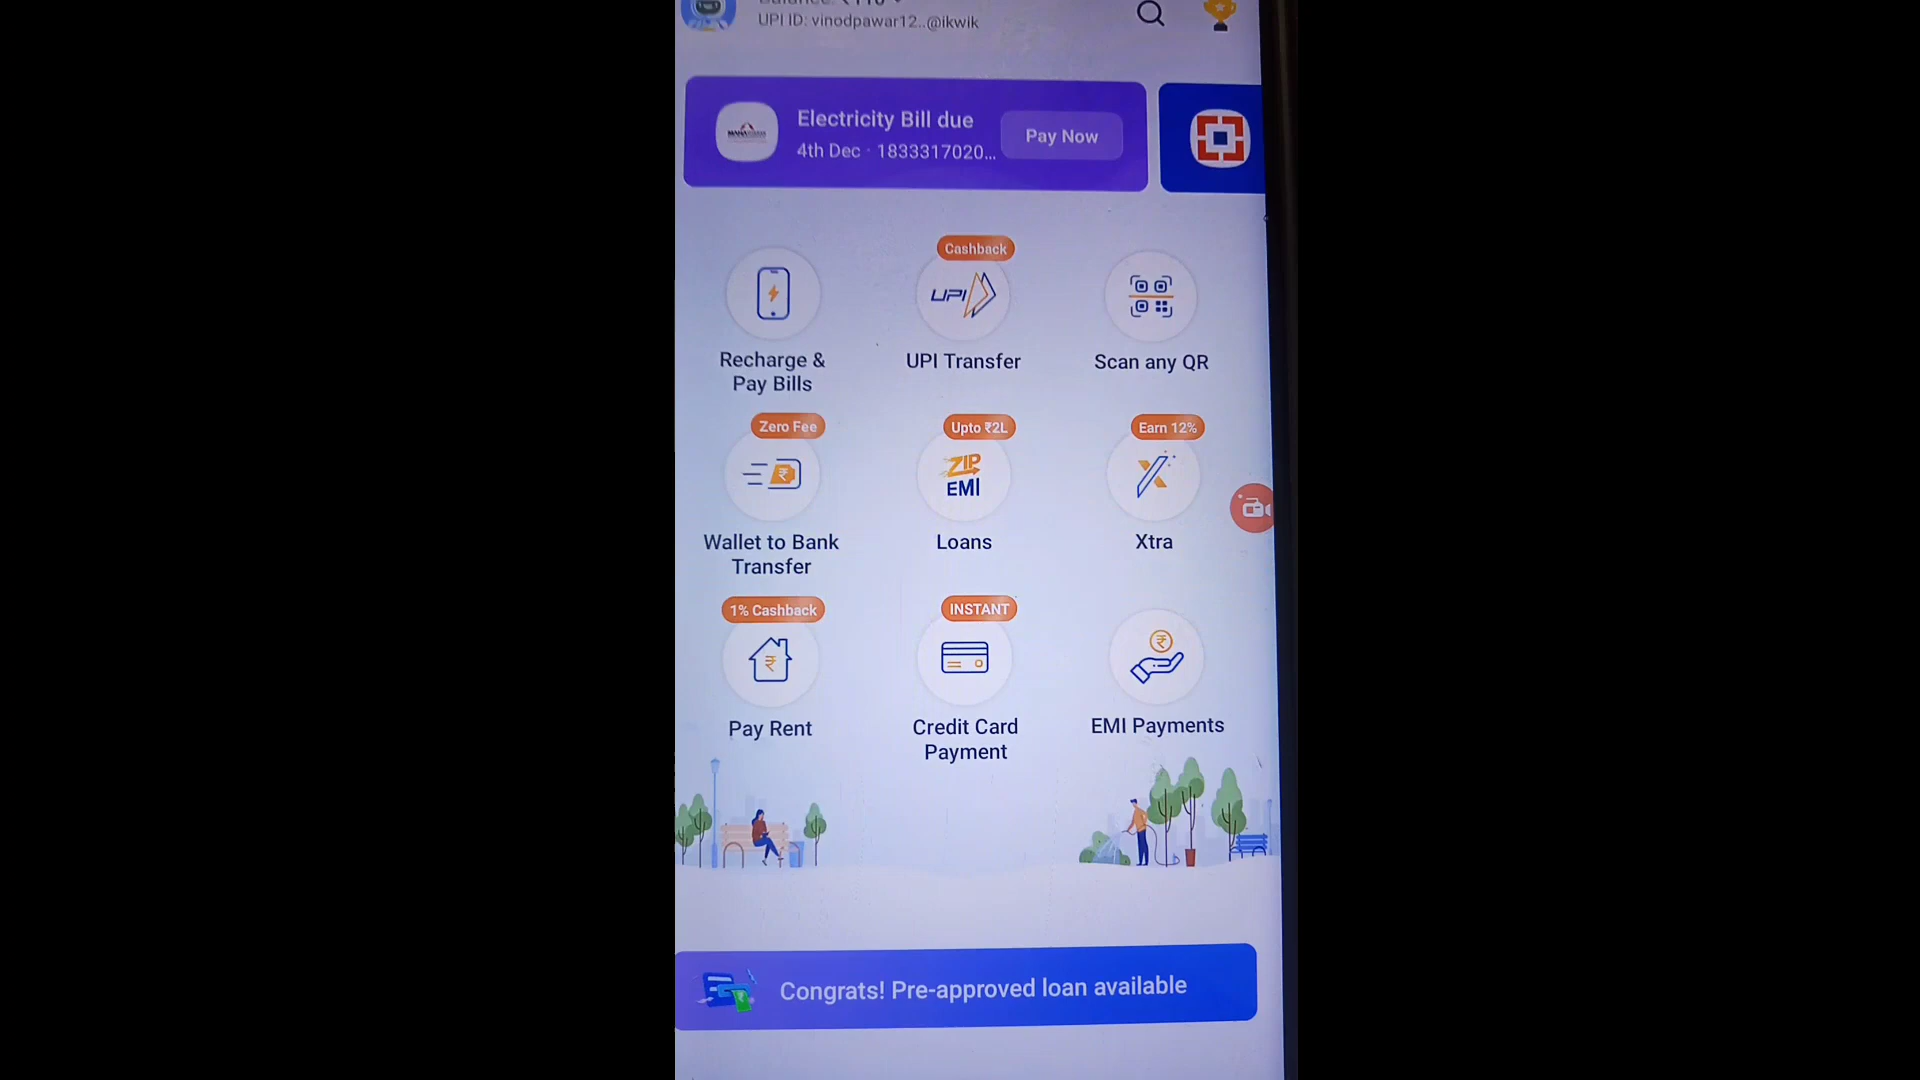 UPI ID: vinodpawar12..@ikwik
Electricity Bill due
4th Dec · 1833317020...
Pay Now
Cashback
UPI
Recharge &
Pay Bills
UPI Transfer
Scan any QR
Zero Fee
Upto ₹2L
Earn 12%
ZIP
EMI
Wallet to Bank
Transfer
Loans
Xtra
1% Cashback
INSTANT
Pay Rent
Credit Card
Payment
EMI Payments
Congrats! Pre-approved loan available